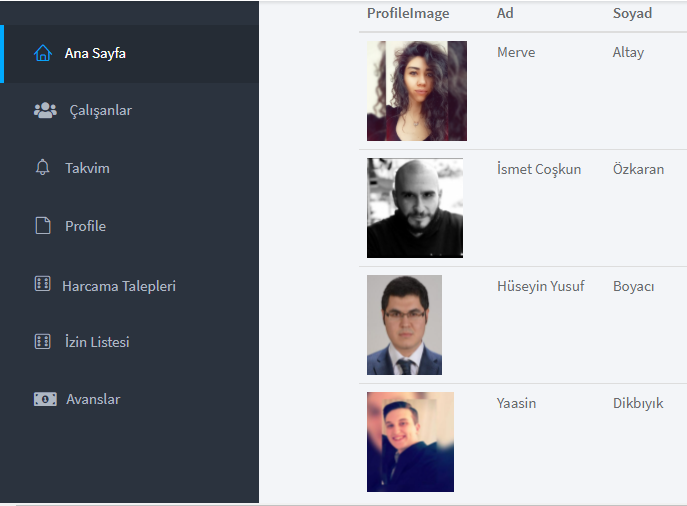 Ana Sayfa
Çalışanlar
Takvim
Profile
Harcama Talepleri
İzin Listesi
Avanslar
ProfileImage Ad Soyad
Merve Altay
İsmet Coşkun Özkaran
Hüseyin Yusuf Boyacı
Yaasin Dikbıyık